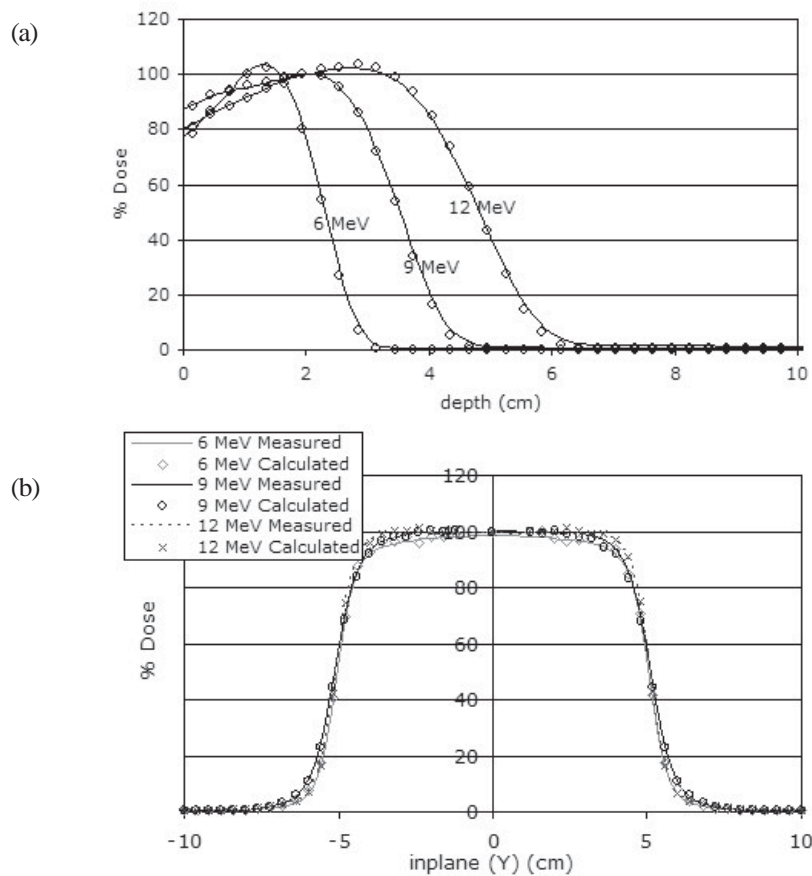 (a)
120
100
80
60
40
20
0
% Dose
6 MeV
9 MeV
12 MeV
0 2 4 6 8 10
depth (cm)
(b)
6 MeV Measured
6 MeV Calculated
9 MeV Measured
9 MeV Calculated
12 MeV Measured
12 MeV Calculated
120
100
80
60
40
20
0
% Dose
-10 -5 0 5 10
inplane (Y) (cm)